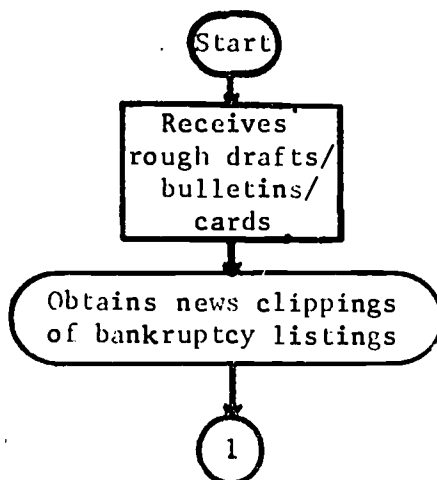 Start
Receives
rough drafts/
bulletins/
cards
Obtains news clippings
of bankruptcy listings
1